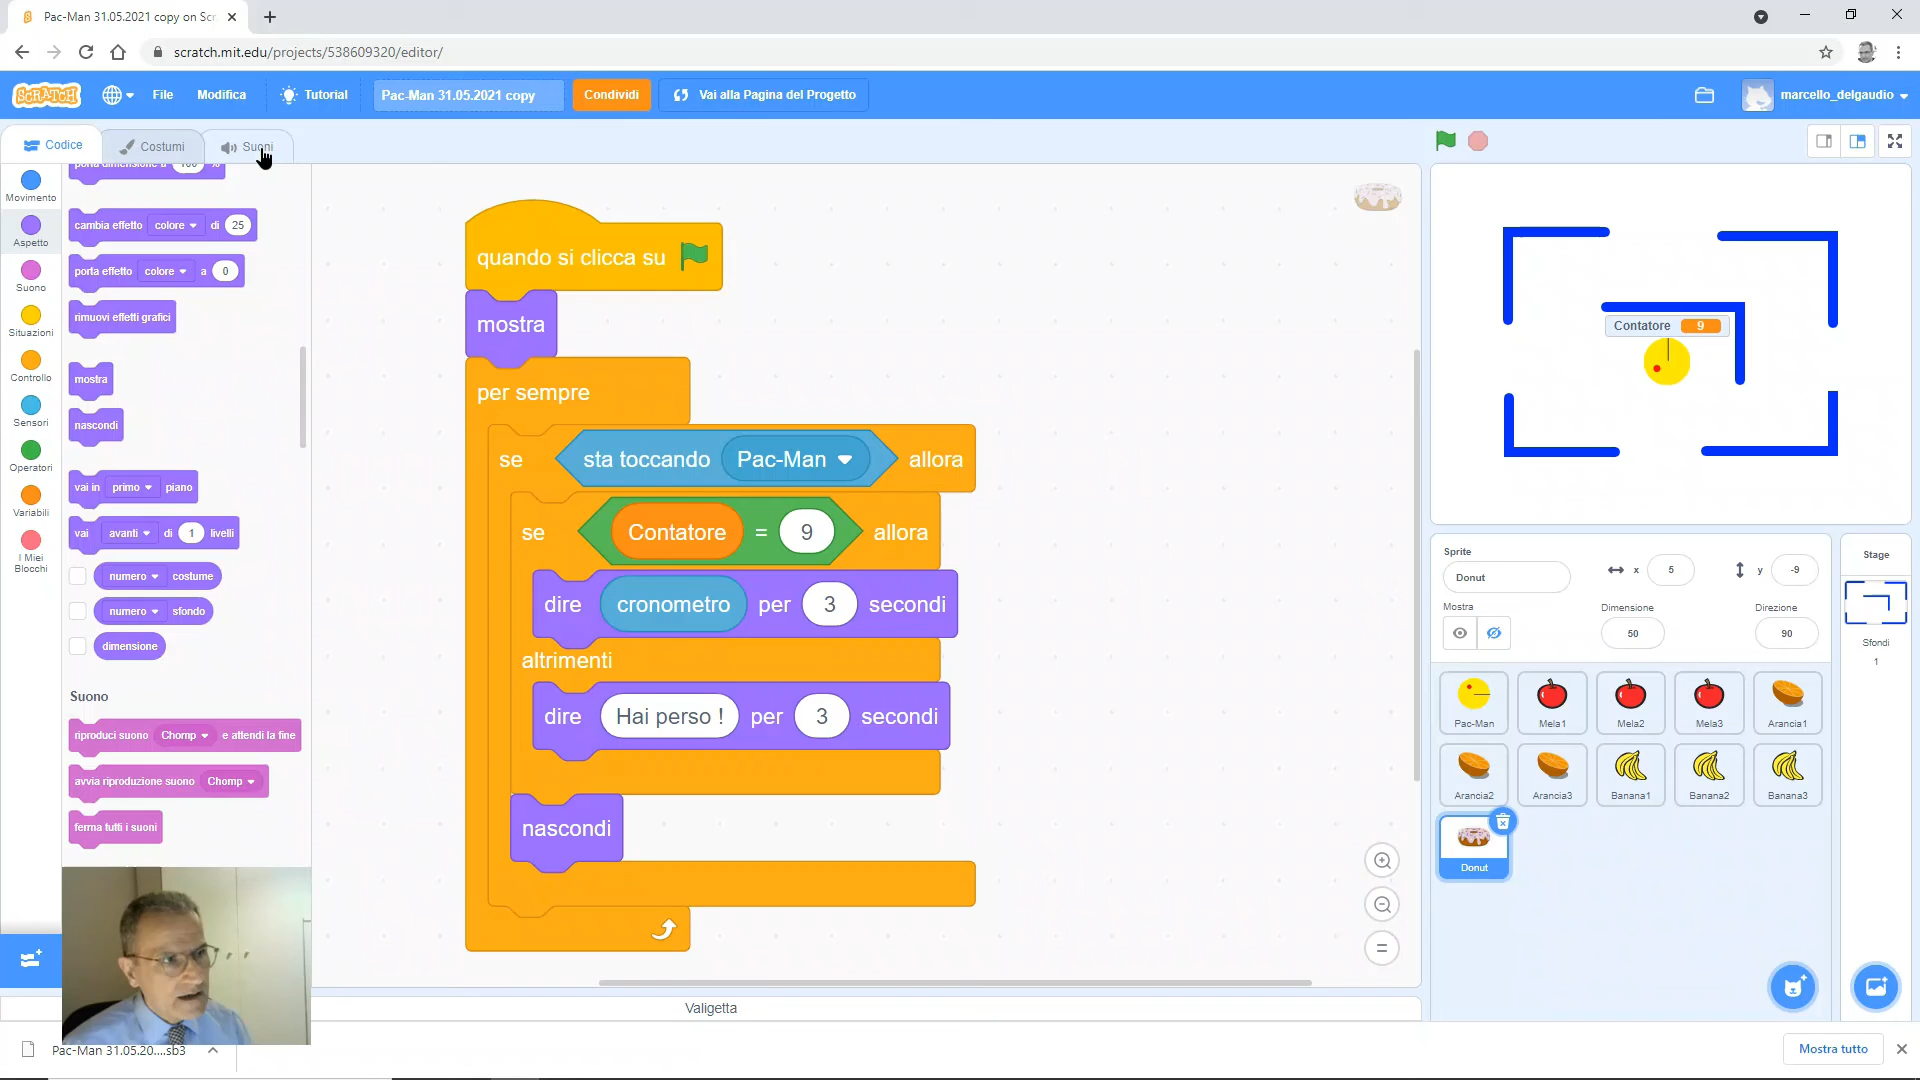 Pac-Man 31.05.2021 copy on Scr
scratch.mit.edu/projects/538609320/editor/
SCRATCH
File
Modifica
Tutorial
Pac-Man 31.05.2021 copy
Condividi
Vai alla Pagina del Progetto
marcello_delgaudio
Codice
Costumi
Suoni
Movimento
Aspetto
Suono
Situazioni
Controllo
Sensori
Operatori
Variabili
I Miei
Blocchi
porta dimensione a 100 %
cambia effetto colore di 25
porta effetto colore a 0
rimuovi effetti grafici
mostra
nascondi
vai in primo piano
vai avanti di 1 livelli
numero costume
numero sfondo
dimensione
Suono
riproduci suono Chomp e attendi la fine
avvia riproduzione suono Chomp
ferma tutti i suoni
quando si clicca su
mostra
per sempre
se sta toccando Pac-Man allora
se Contatore = 9 allora
dire cronometro per 3 secondi
altrimenti
dire Hai perso ! per 3 secondi
nascondi
Valigetta
Contatore 9
Sprite
Donut
x 5
y -9
Mostra
Dimensione
50
Direzione
90
Pac-Man
Mela1
Mela2
Mela3
Arancia1
Arancia2
Arancia3
Banana1
Banana2
Banana3
Donut
Stage
Sfondi
1
Pac-Man 31.05.20....sb3
Mostra tutto